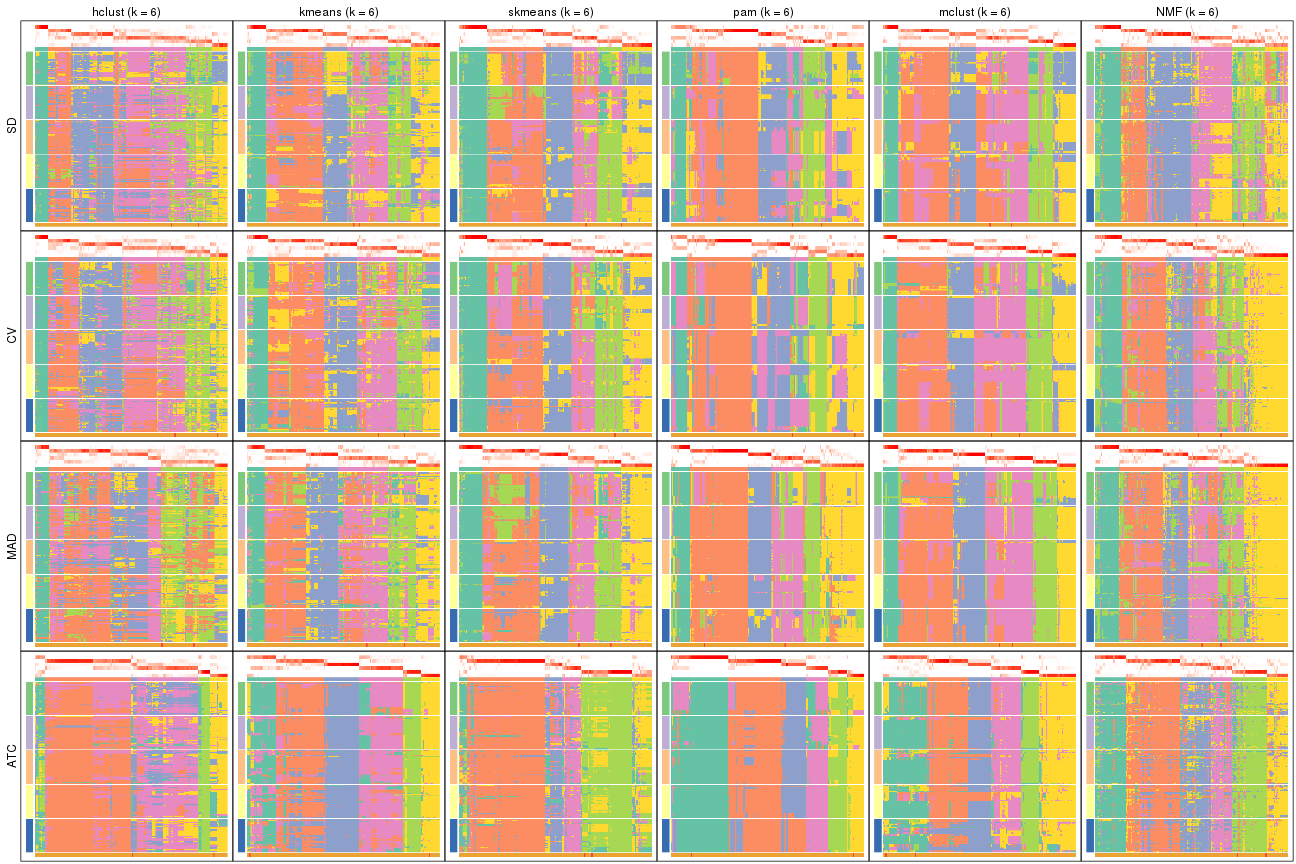 hclust (k = 6)
kmeans (k = 6)
skmeans (k = 6)
pam (k = 6)
mclust (k = 6)
NMF (k = 6)
SD
CV
MAD
ATC